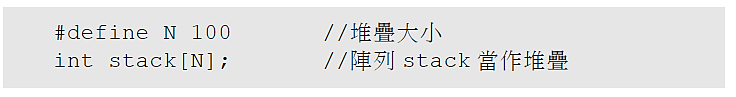 #define N 100 //堆疊大小
int stack[N]; //陣列 stack 當作堆疊